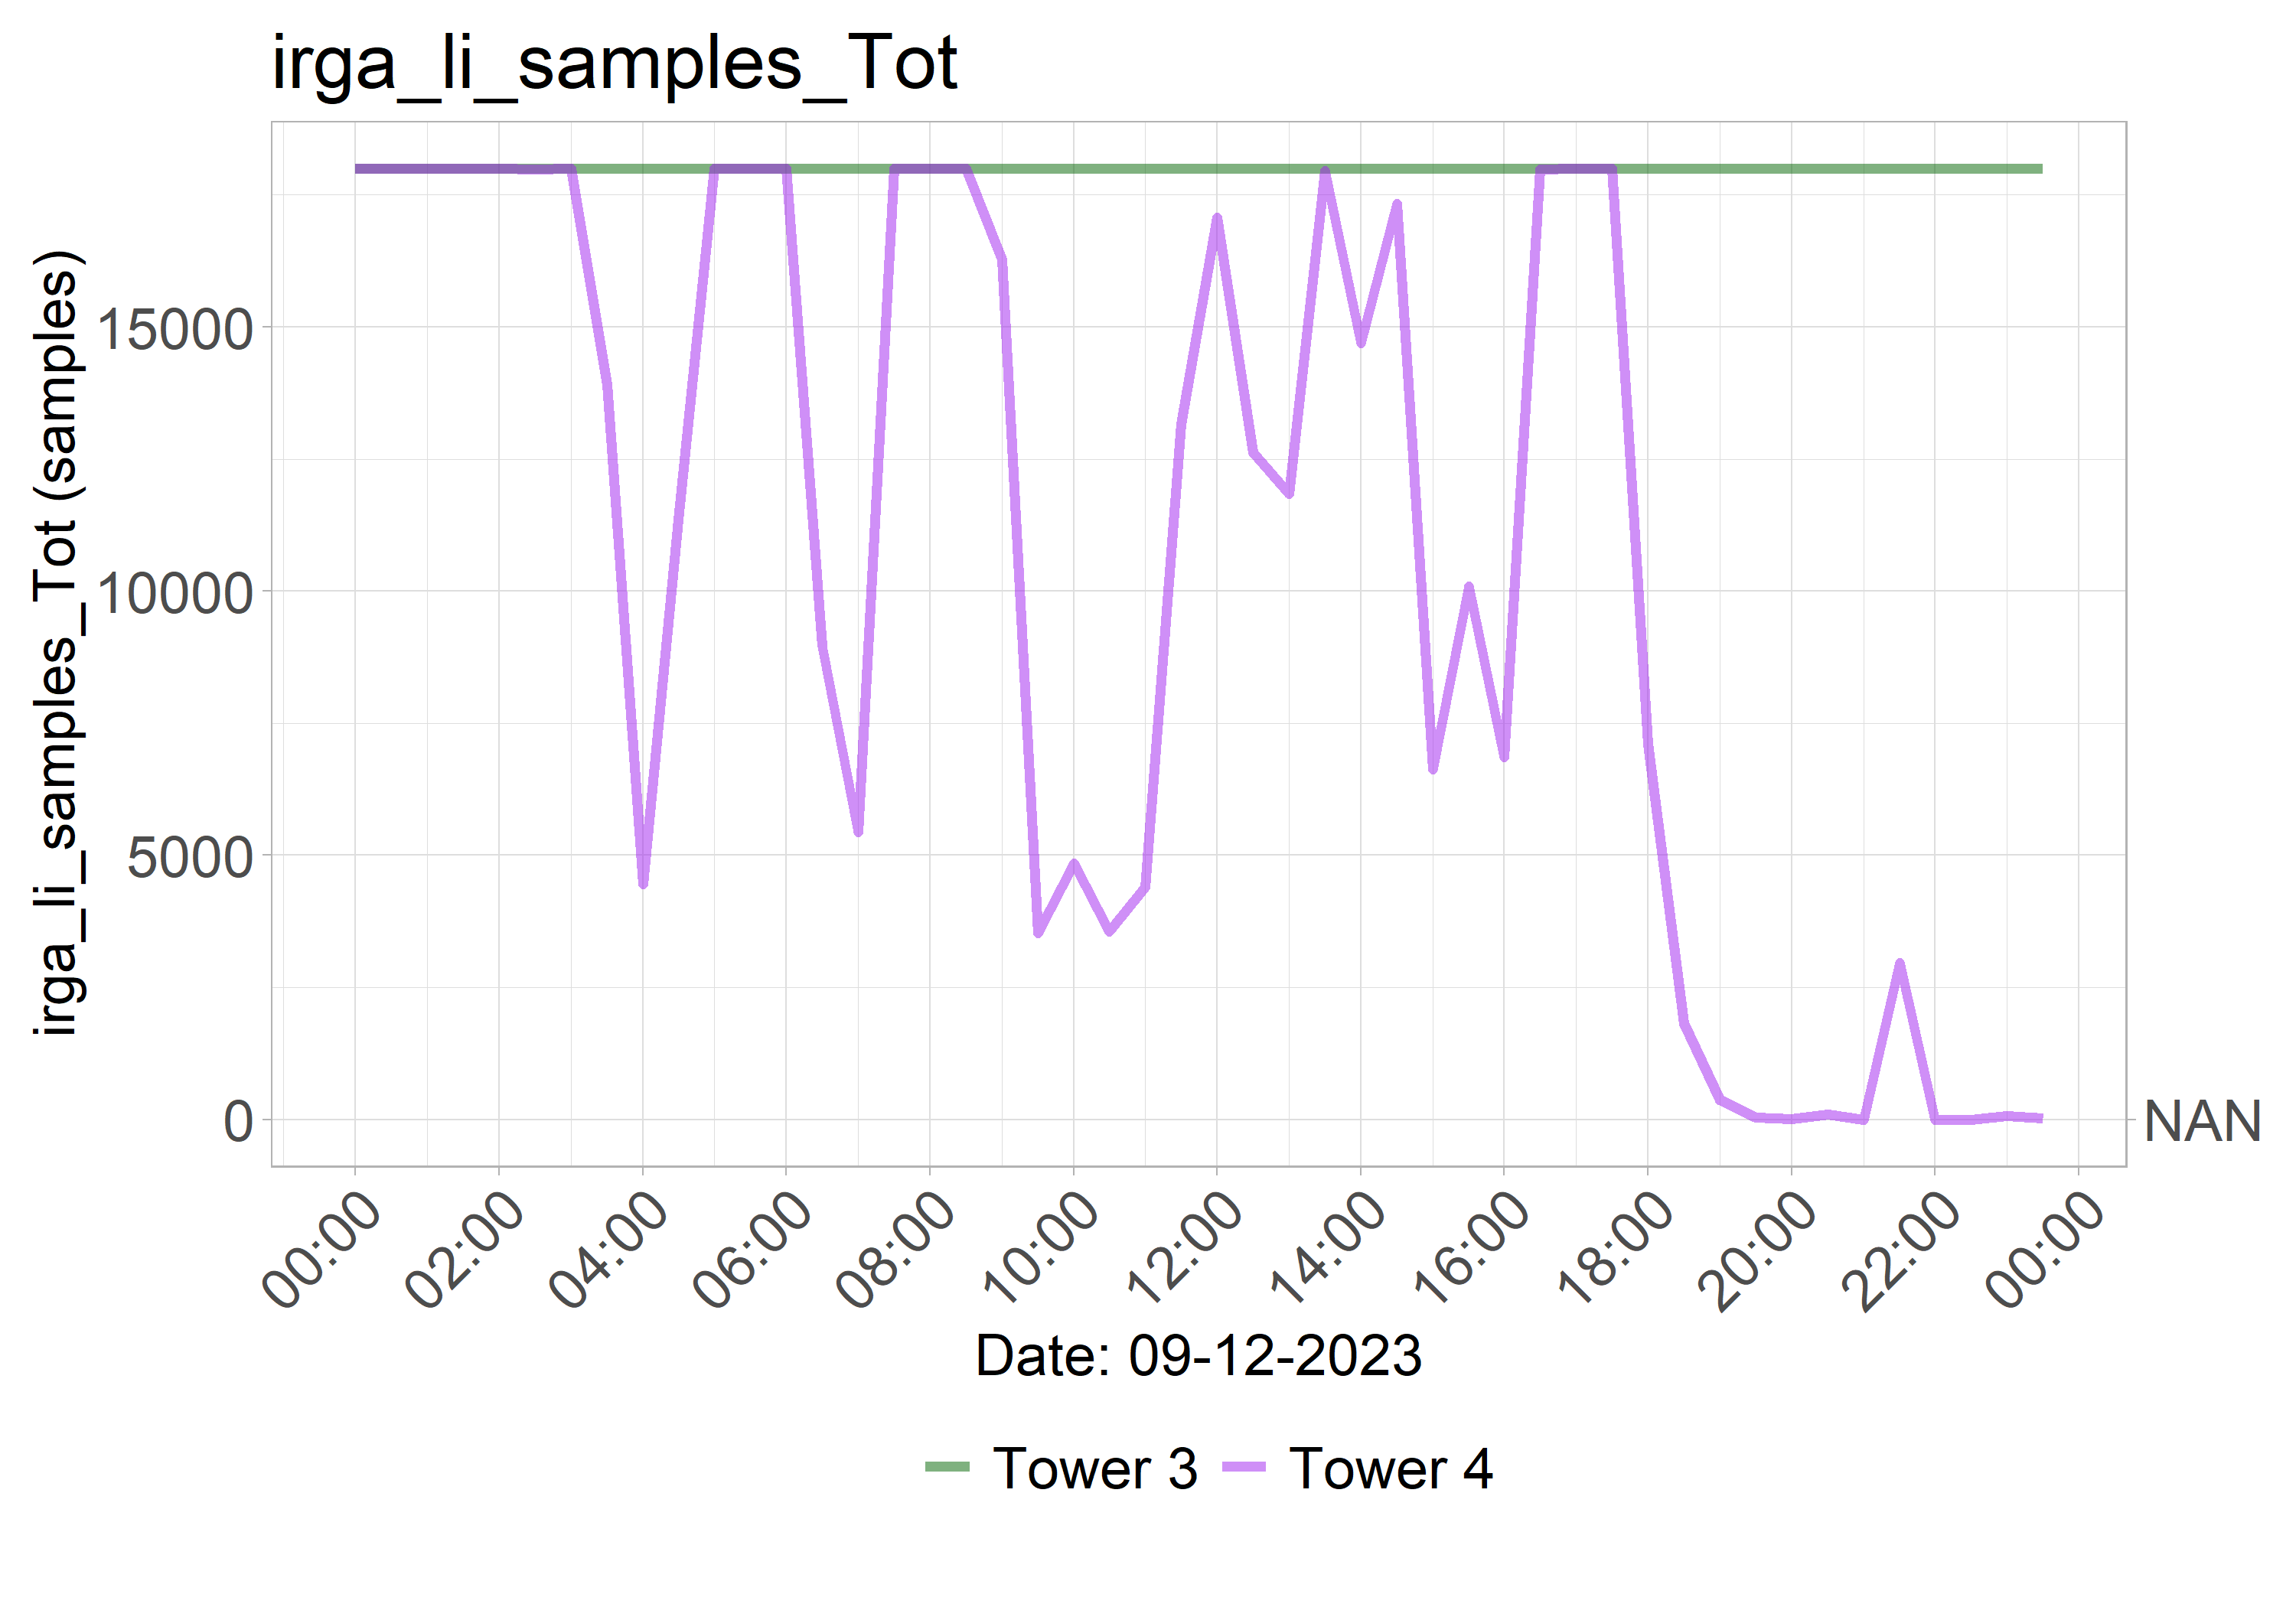 irga_li_samples_Tot
irga_li_samples_Tot (samples)
15000
10000
5000
0
NAN
00:00
02:00
04:00
06:00
08:00
10:00
12:00
14:00
16:00
18:00
20:00
22:00
00:00
Date: 09-12-2023
Tower 3
Tower 4